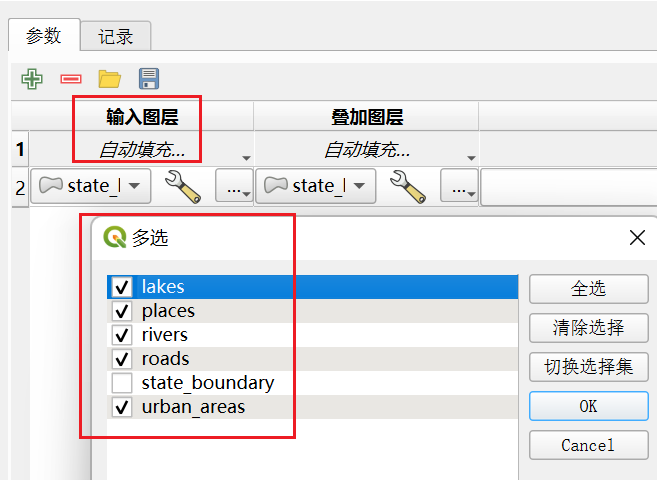 参数 记录
输入图层 叠加图层
1 自动填充... 自动填充...
2 state_l ... state_l ...
多选
lakes 全选
places
rivers 清除选择
roads 切换选择集
state_boundary
urban_areas OK
Cancel